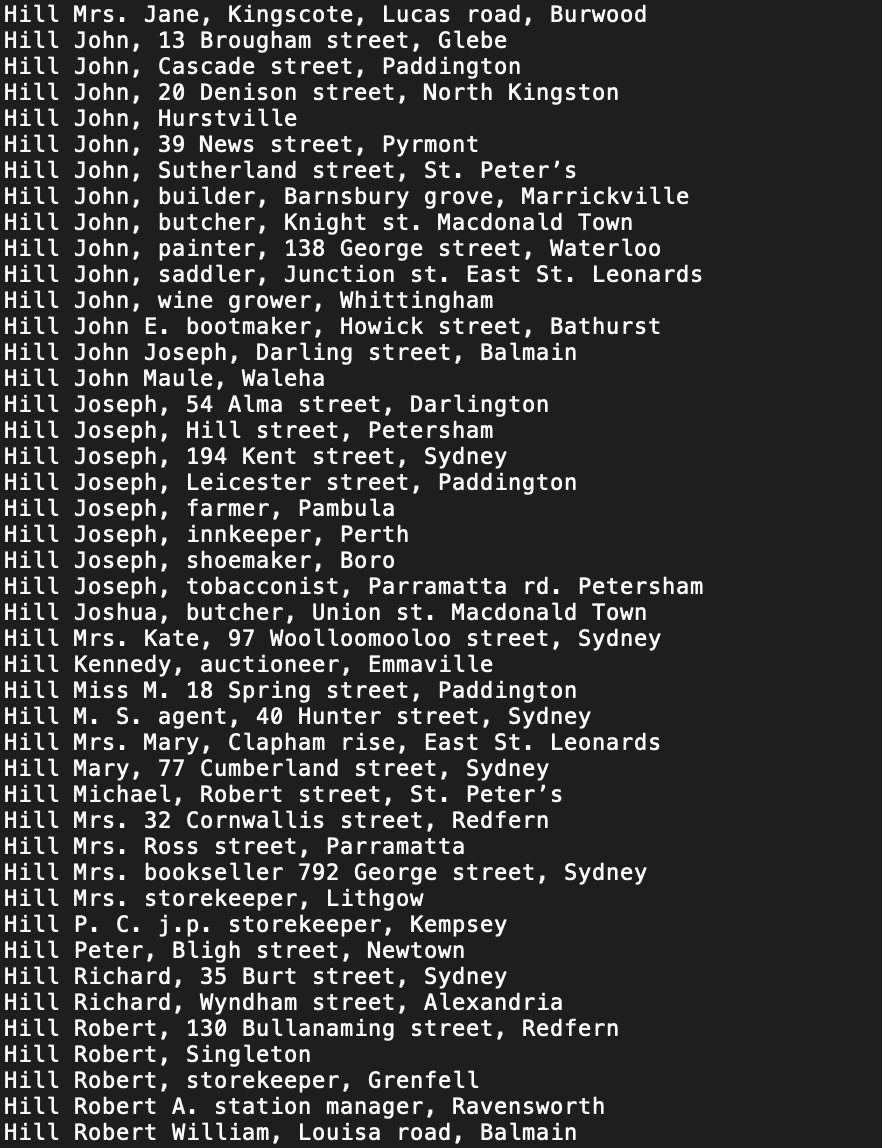 Hill Mrs. Jane, Kingscote, Lucas road, Burwood
Hill John, 13 Brougham street, Glebe
Hill John, Cascade street, Paddington
Hill John, 20 Denison street, North Kingston
Hill John, Hurstville
Hill John, 39 News street, Pyrmont
Hill John, Sutherland street, St. Peter’s
Hill John, builder, Barnsbury grove, Marrickville
Hill John, butcher, Knight st. Macdonald Town
Hill John, painter, 138 George street, Waterloo
Hill John, saddler, Junction st. East St. Leonards
Hill John, wine grower, Whittingham
Hill John E. bootmaker, Howick street, Bathurst
Hill John Joseph, Darling street, Balmain
Hill John Maule, Waleha
Hill Joseph, 54 Alma street, Darlington
Hill Joseph, Hill street, Petersham
Hill Joseph, 194 Kent street, Sydney
Hill Joseph, Leicester street, Paddington
Hill Joseph, farmer, Pambula
Hill Joseph, innkeeper, Perth
Hill Joseph, shoemaker, Boro
Hill Joseph, tobacconist, Parramatta rd. Petersham
Hill Joshua, butcher, Union st. Macdonald Town
Hill Mrs. Kate, 97 Woolloomooloo street, Sydney
Hill Kennedy, auctioneer, Emmaville
Hill Miss M. 18 Spring street, Paddington
Hill M. S. agent, 40 Hunter street, Sydney
Hill Mrs. Mary, Clapham rise, East St. Leonards
Hill Mary, 77 Cumberland street, Sydney
Hill Michael, Robert street, St. Peter’s
Hill Mrs. 32 Cornwallis street, Redfern
Hill Mrs. Ross street, Parramatta
Hill Mrs. bookseller 792 George street, Sydney
Hill Mrs. storekeeper, Lithgow
Hill P. C. j.p. storekeeper, Kempsey
Hill Peter, Bligh street, Newtown
Hill Richard, 35 Burt street, Sydney
Hill Richard, Wyndham street, Alexandria
Hill Robert, 130 Bullanaming street, Redfern
Hill Robert, Singleton
Hill Robert, storekeeper, Grenfell
Hill Robert A. station manager, Ravensworth
Hill Robert William, Louisa road, Balmain